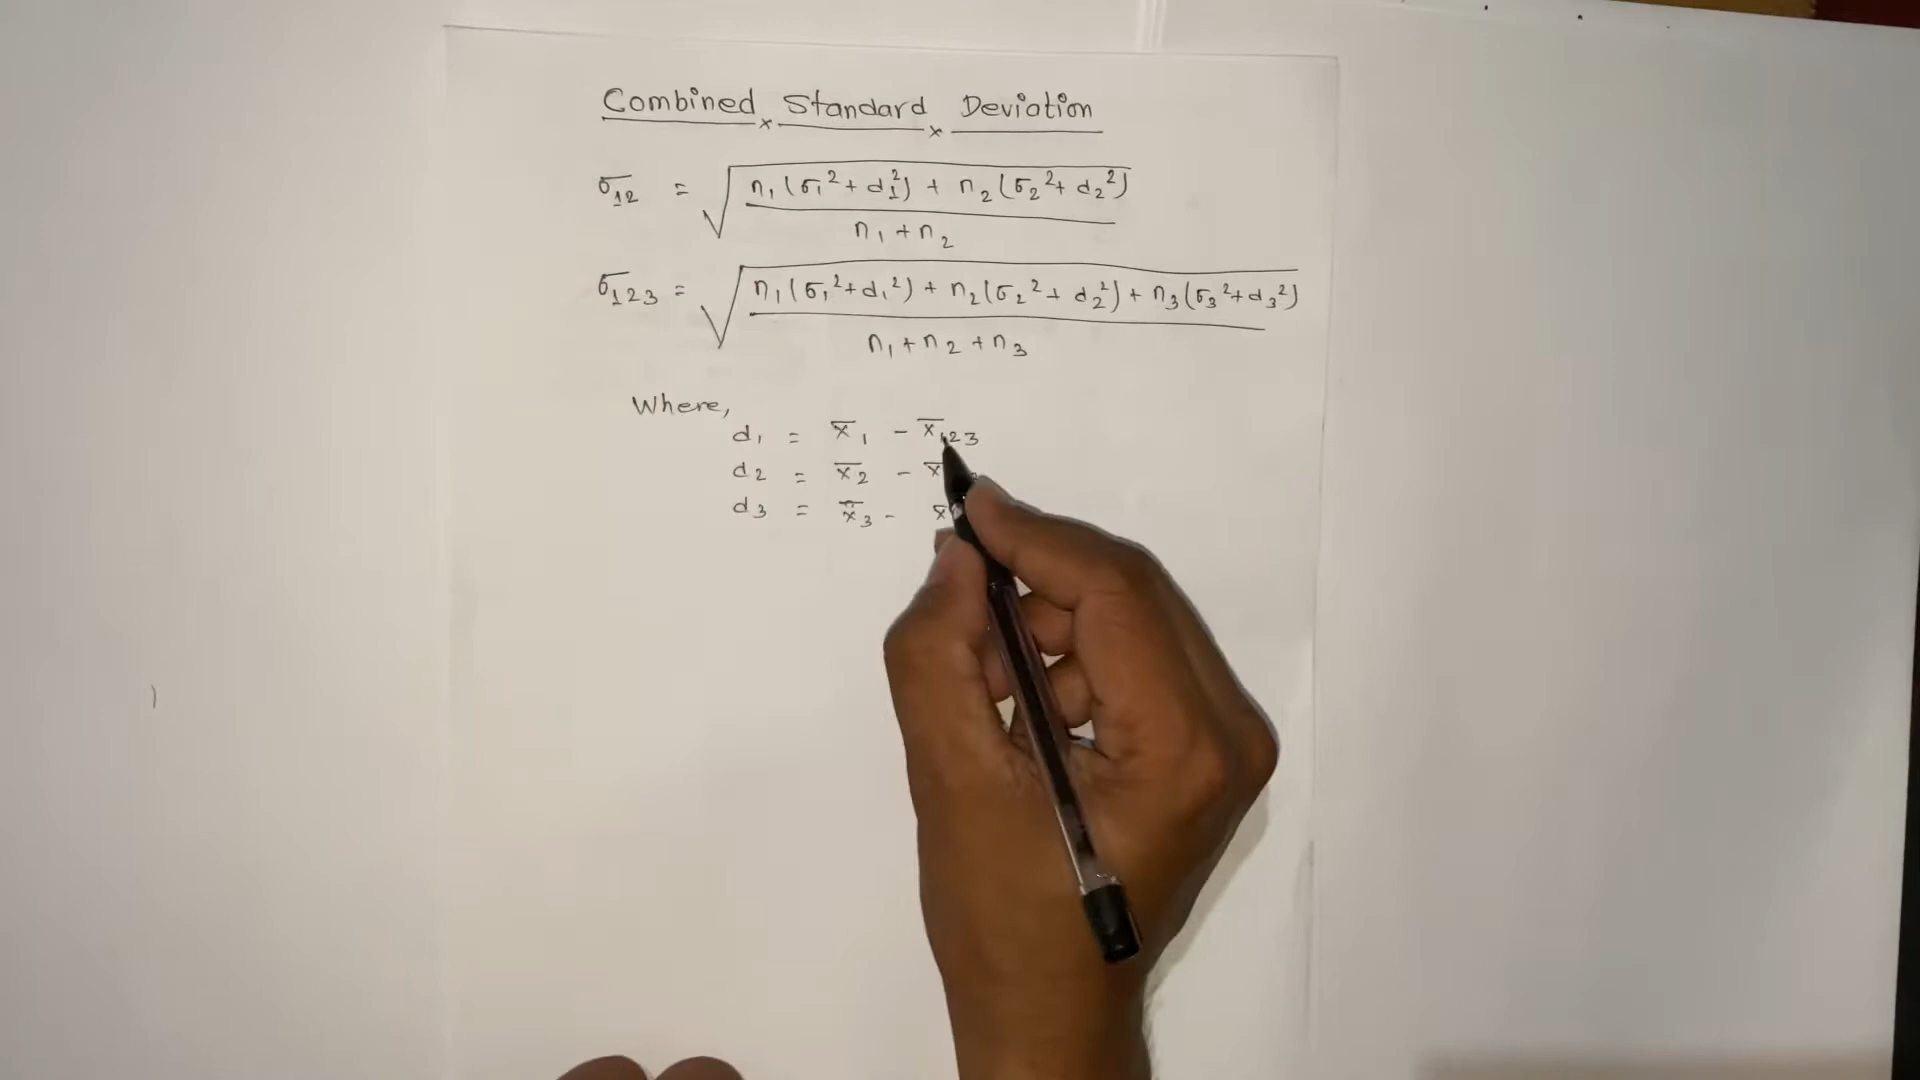 Combined Standard Deviation
σ₁₂ = √((n₁(σ₁² + d₁²) + n₂(σ₂² + d₂²)) / (n₁ + n₂))
σ₁₂₃ = √((n₁(σ₁² + d₁²) + n₂(σ₂² + d₂²) + n₃(σ₃² + d₃²)) / (n₁ + n₂ + n₃))
Where,
d₁ = x̄₁ - x̄₁₂₃
d₂ = x̄₂ - x̄
d₃ = x̄₃ - x̄